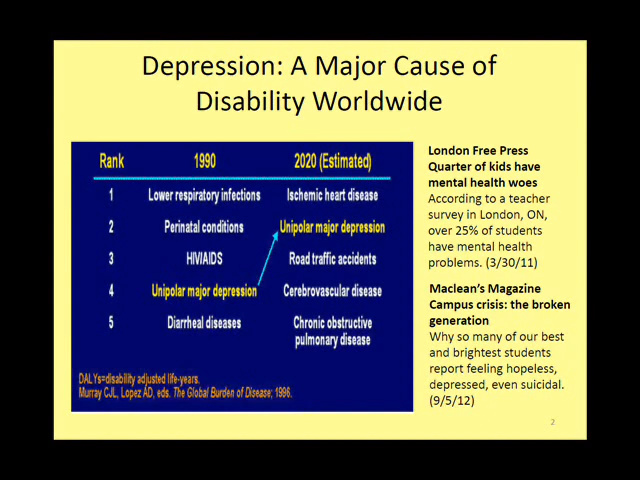 Depression: A Major Cause of
Disability Worldwide
Rank 1990 2020 (Estimated)
1 Lower respiratory infections Ischemic heart disease
2 Perinatal conditions Unipolar major depression
3 HIV/AIDS Road traffic accidents
4 Unipolar major depression Cerebrovascular disease
5 Diarrheal diseases Chronic obstructive
pulmonary disease
DALYs=disability adjusted life-years.
Murray CJL, Lopez AD, eds. The Global Burden of Disease; 1996.
London Free Press
Quarter of kids have
mental health woes
According to a teacher
survey in London, ON,
over 25% of students
have mental health
problems. (3/30/11)
Maclean's Magazine
Campus crisis: the broken
generation
Why so many of our best
and brightest students
report feeling hopeless,
depressed, even suicidal.
(9/5/12)
2